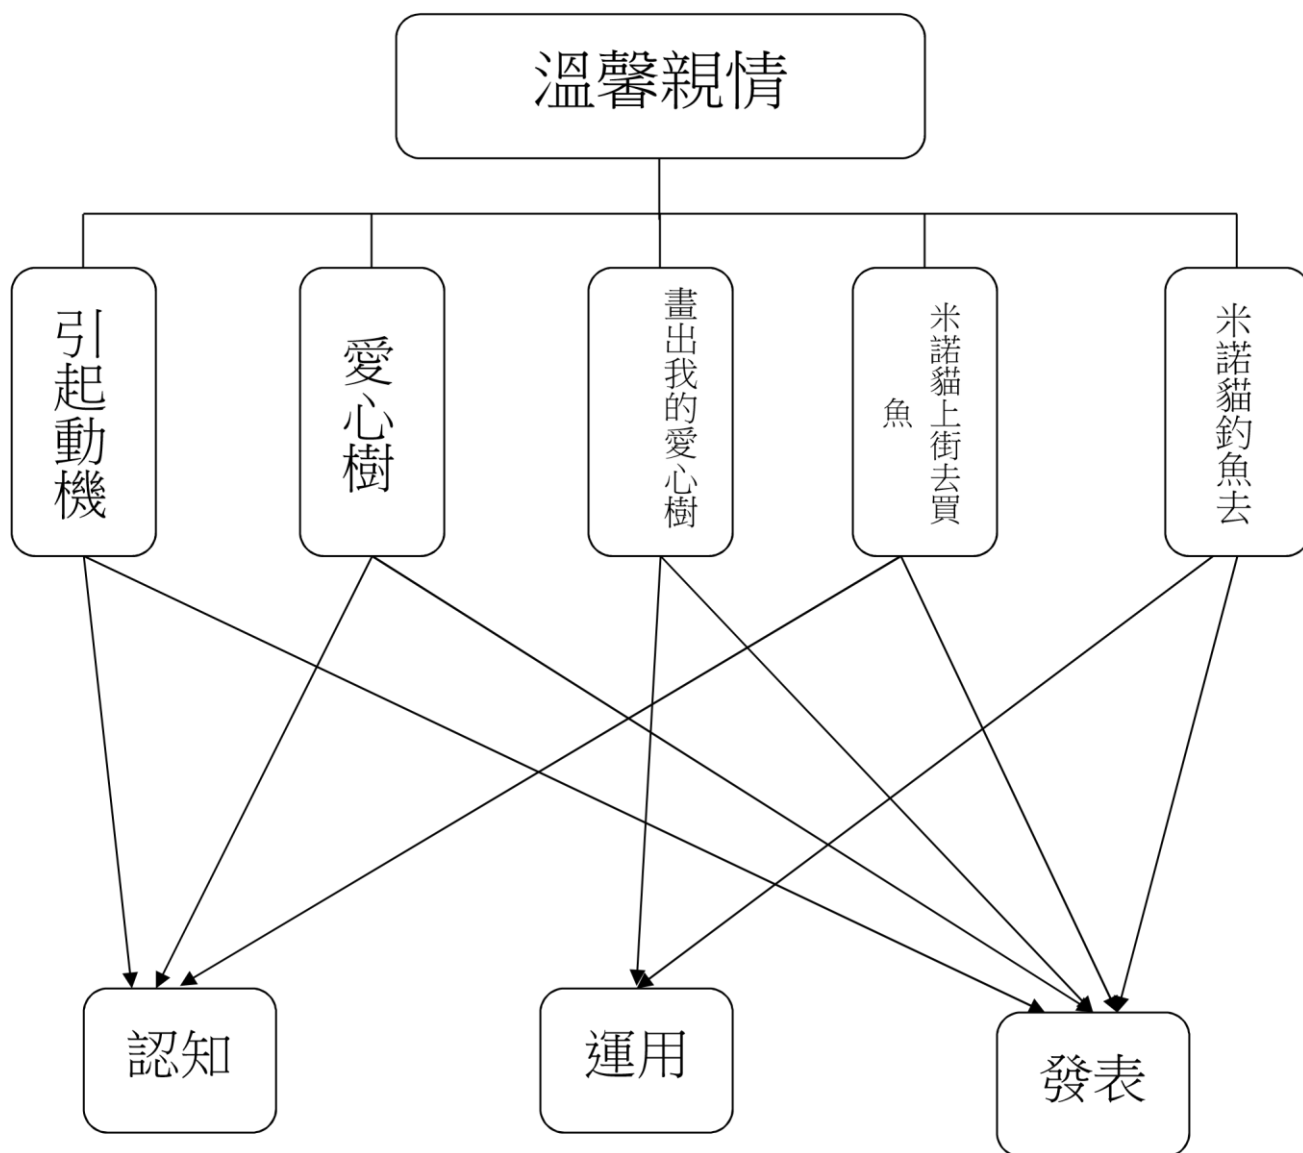 溫馨親情
引起動機
愛心樹
畫出我的愛心樹
米諾貓上街去買
魚
米諾貓釣魚去
認知
運用
發表